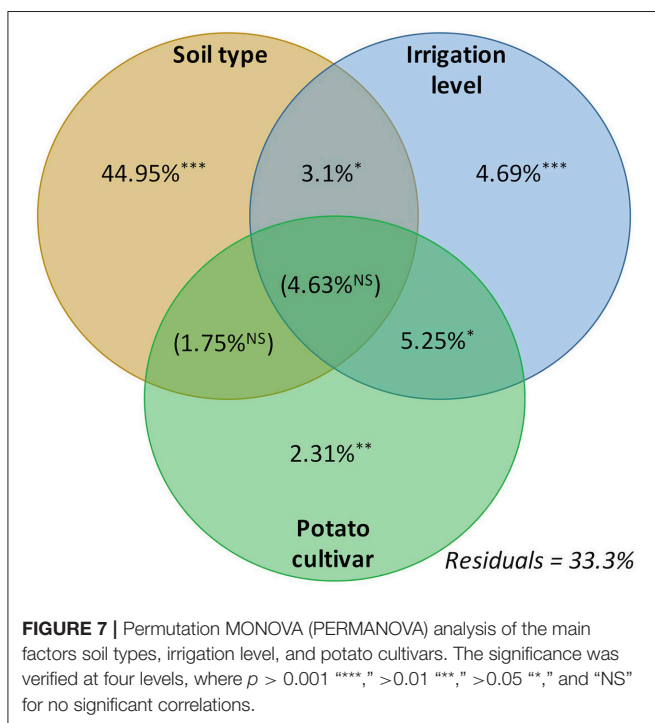 Soil type
Irrigation
level
44.95%***
3.1%*
4.69%***
(4.63%NS)
(1.75%NS)
5.25%*
2.31%**
Potato
cultivar
Residuals = 33.3%
FIGURE 7 | Permutation MONOVA (PERMANOVA) analysis of the main
factors soil types, irrigation level, and potato cultivars. The significance was
verified at four levels, where p > 0.001 “***,” >0.01 “**,” >0.05 “*,” and “NS”
for no significant correlations.